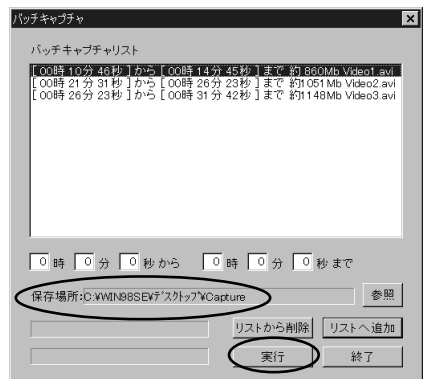 バッチキャプチャ
バッチキャプチャリスト
[ 00時 10分 46秒 ]から [ 00時 14分 45秒 ]まで 約 860Mb Video1.avi
[ 00時 21分 31秒 ]から [ 00時 26分 23秒 ]まで 約1051Mb Video2.avi
[ 00時 26分 23秒 ]から [ 00時 31分 42秒 ]まで 約1148Mb Video3.avi
0 時 0 分 0 秒 から 0 時 0 分 0 秒 まで
保存場所:C:¥WIN98SE¥ﾃﾞｽｸﾄｯﾌﾟ¥Capture 参照
リストから削除 リストへ追加
実行 終了